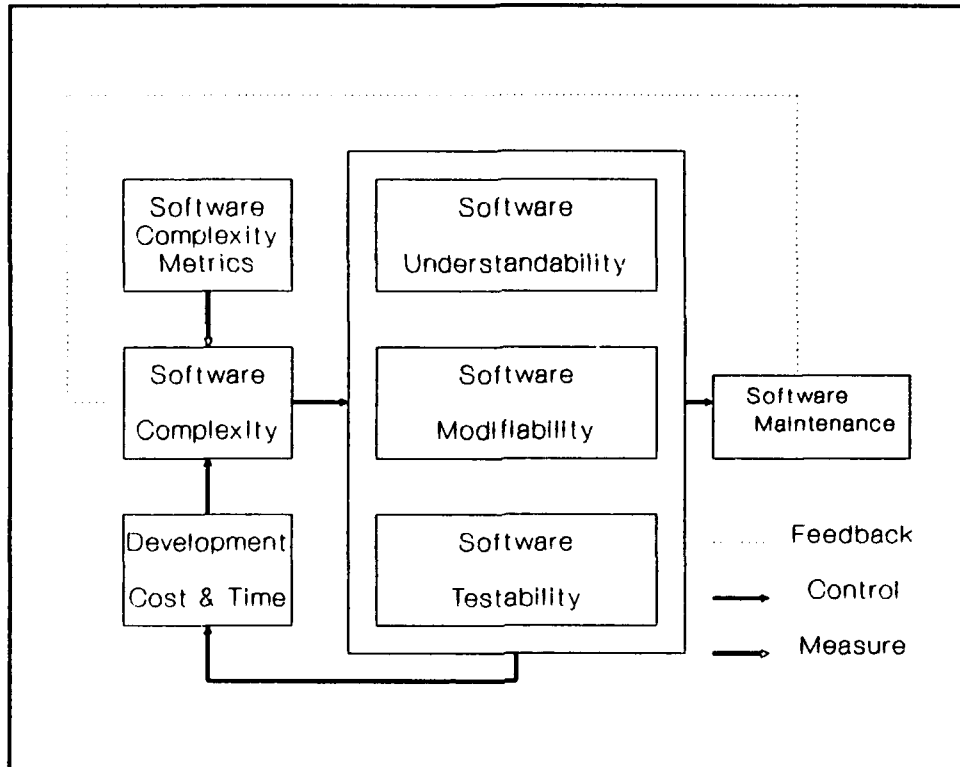 Software
Complexity
Metrics
Software
Understandability
Software
Complexity
Software
Modifiability
Software
Maintenance
Development
Cost & Time
Software
Testability
Feedback
Control
Measure